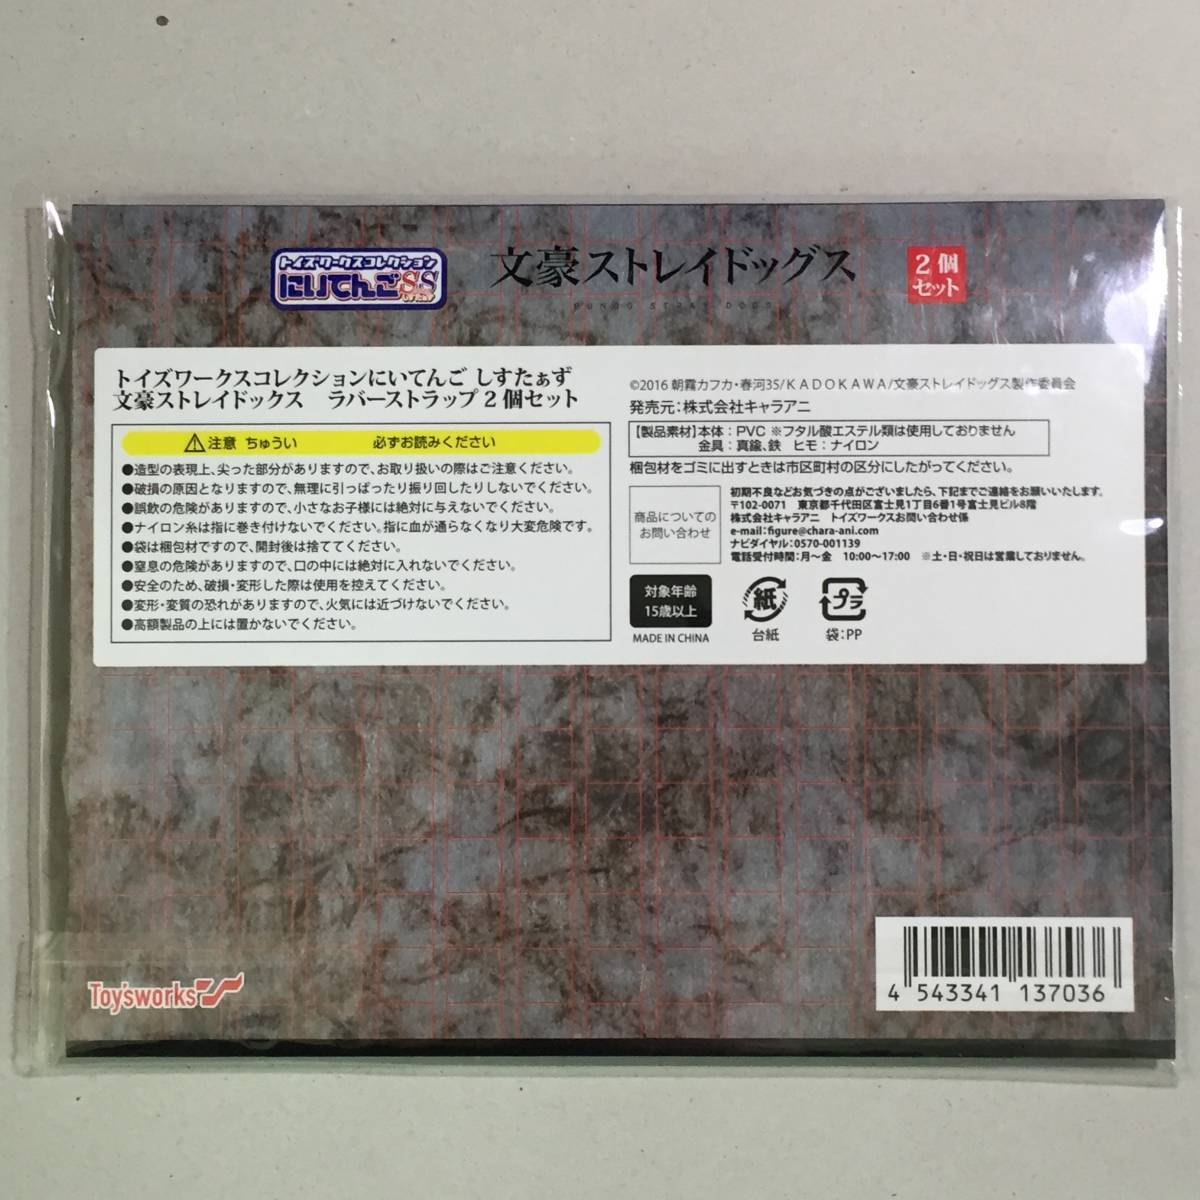 トイズワークスコレクション
にいてんごSS
しすたぁず
文豪ストレイドッグス
BUNGO STRAY DOGS
2個
セット
トイズワークスコレクションにいてんご しすたぁず
文豪ストレイドックス ラバーストラップ2個セット
⚠注意 ちゅうい 必ずお読みください
●造型の表現上、尖った部分がありますので、お取り扱いの際はご注意ください。
●破損の原因となりますので、無理に引っぱったり振り回したりしないでください。
●誤飲の危険がありますので、小さなお子様には絶対に与えないでください。
●ナイロン糸は指に巻き付けないでください。指に血が通らなくなり大変危険です。
●袋は梱包材ですので、開封後は捨ててください。
●窒息の危険がありますので、口の中には絶対に入れないでください。
●安全のため、破損・変形した際は使用を控えてください。
●変形・変質の恐れがありますので、火気には近づけないでください。
●高額製品の上には置かないでください。
©2016 朝霧カフカ・春河35/KADOKAWA/文豪ストレイドッグス製作委員会
発売元：株式会社キャラアニ
【製品素材】本体：PVC ※フタル酸エステル類は使用しておりません
金具：真鍮、鉄 ヒモ：ナイロン
梱包材をゴミに出すときは市区町村の区分にしたがってください。
商品についての
お問い合わせ
初期不良などお気づきの点がございましたら、下記までご連絡をお願いいたします。
〒102-0071 東京都千代田区富士見1丁目6番1号富士見ビル8階
株式会社キャラアニ トイズワークスお問い合わせ係
e-mail：figure@chara-ani.com
ナビダイヤル：0570-001139
電話受付時間：月～金 10:00～17:00 ※土・日・祝日は営業しておりません。
対象年齢
15歳以上
MADE IN CHINA
紙
台紙
プラ
袋：PP
Toy'sworks
4 543341 137036